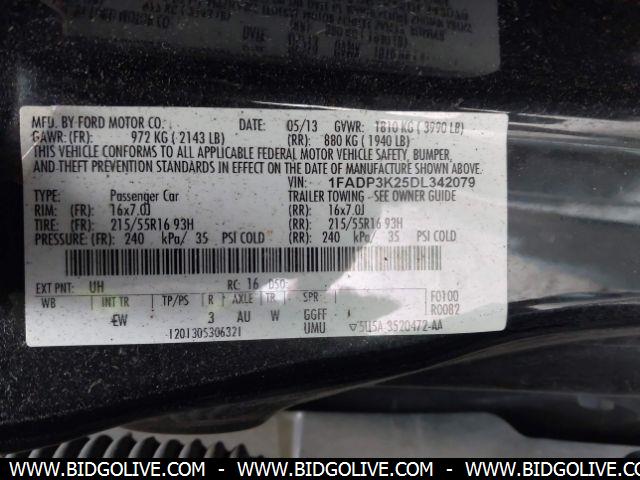 MFD. BY FORD MOTOR CO. DATE: 05/13 GVWR: 1810 KG ( 3990 LB)
GAWR: (FR): 972 KG ( 2143 LB) (RR): 880 KG ( 1940 LB)
THIS VEHICLE CONFORMS TO ALL APPLICABLE FEDERAL MOTOR VEHICLE SAFETY, BUMPER,
AND THEFT PREVENTION STANDARDS IN EFFECT ON THE DATE OF MANUFACTURE SHOWN ABOVE.
VIN: 1FADP3K25DL342079
TYPE: Passenger Car TRAILER TOWING - SEE OWNER GUIDE
RIM: 16x7.0J (RR): 16x7.0J
TIRE: 215/55R16 93H (RR): 215/55R16 93H
PRESSURE: (FR) 240 kPa/ 35 PSI COLD (RR) 240 kPa/ 35 PSI COLD
EXT PNT: UH RC: 16 DSO:
WB INT TR TP/PS R AXLE TR SPR F0100
EW 3 AU W GGFF R0082
1201305306321 UMU 5U5A 3520472-AA
WWW.BIDGOLIVE.COM - WWW.BIDGOLIVE.COM - WWW.BIDGOLIVE.COM